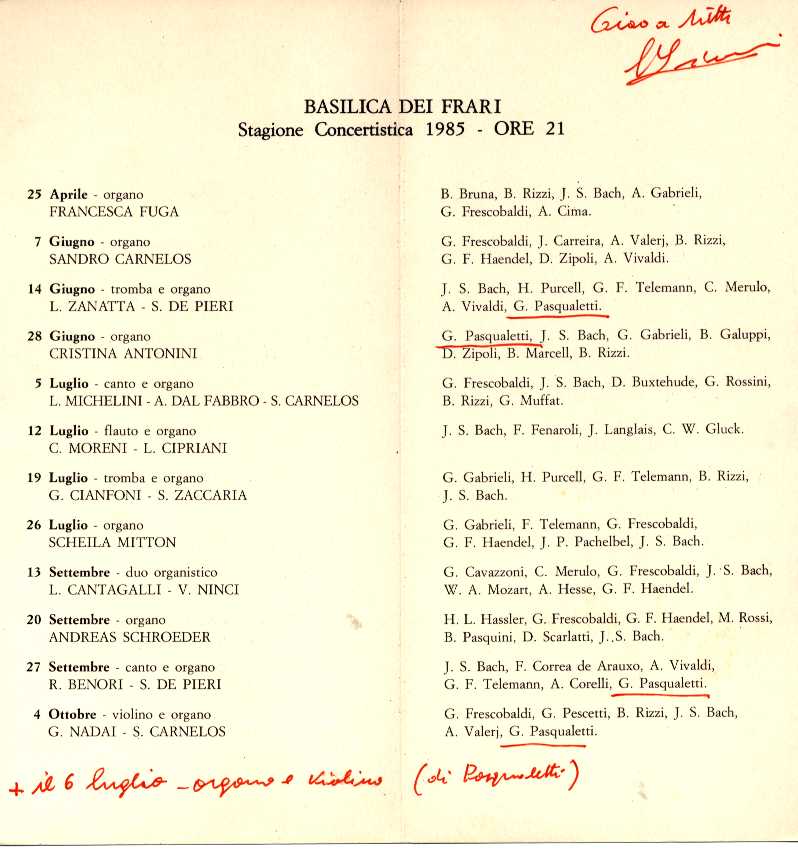 Ciao a tutti
BASILICA DEI FRARI
Stagione Concertistica 1985 - ORE 21
25 Aprile - organo
FRANCESCA FUGA
B. Bruna, B. Rizzi, J. S. Bach, A. Gabrieli,
G. Frescobaldi, A. Cima.
7 Giugno - organo
SANDRO CARNELOS
G. Frescobaldi, J. Carreira, A. Valerj, B. Rizzi,
G. F. Haendel, D. Zipoli, A. Vivaldi.
14 Giugno - tromba e organo
L. ZANATTA - S. DE PIERI
J. S. Bach, H. Purcell, G. F. Telemann, C. Merulo,
A. Vivaldi, G. Pasqualetti.
28 Giugno - organo
CRISTINA ANTONINI
G. Pasqualetti, J. S. Bach, G. Gabrieli, B. Galuppi,
D. Zipoli, B. Marcell, B. Rizzi.
5 Luglio - canto e organo
L. MICHELINI - A. DAL FABBRO - S. CARNELOS
G. Frescobaldi, J. S. Bach, D. Buxtehude, G. Rossini,
B. Rizzi, G. Muffat.
12 Luglio - flauto e organo
C. MORENI - L. CIPRIANI
J. S. Bach, F. Fenaroli, J. Langlais, C. W. Gluck.
19 Luglio - tromba e organo
G. CIANFONI - S. ZACCARIA
G. Gabrieli, H. Purcell, G. F. Telemann, B. Rizzi,
J. S. Bach.
26 Luglio - organo
SCHEILA MITTON
G. Gabrieli, F. Telemann, G. Frescobaldi,
G. F. Haendel, J. P. Pachelbel, J. S. Bach.
13 Settembre - duo organistico
L. CANTAGALLI - V. NINCI
G. Cavazzoni, C. Merulo, G. Frescobaldi, J. S. Bach,
W. A. Mozart, A. Hesse, G. F. Haendel.
20 Settembre - organo
ANDREAS SCHROEDER
H. L. Hassler, G. Frescobaldi, G. F. Haendel, M. Rossi,
B. Pasquini, D. Scarlatti, J. S. Bach.
27 Settembre - canto e organo
R. BENORI - S. DE PIERI
J. S. Bach, F. Correa de Arauxo, A. Vivaldi,
G. F. Telemann, A. Corelli, G. Pasqualetti.
4 Ottobre - violino e organo
G. NADAI - S. CARNELOS
G. Frescobaldi, G. Pescetti, B. Rizzi, J. S. Bach,
A. Valerj, G. Pasqualetti.
+ il 6 luglio - organo e violino (di Pasqualetti)